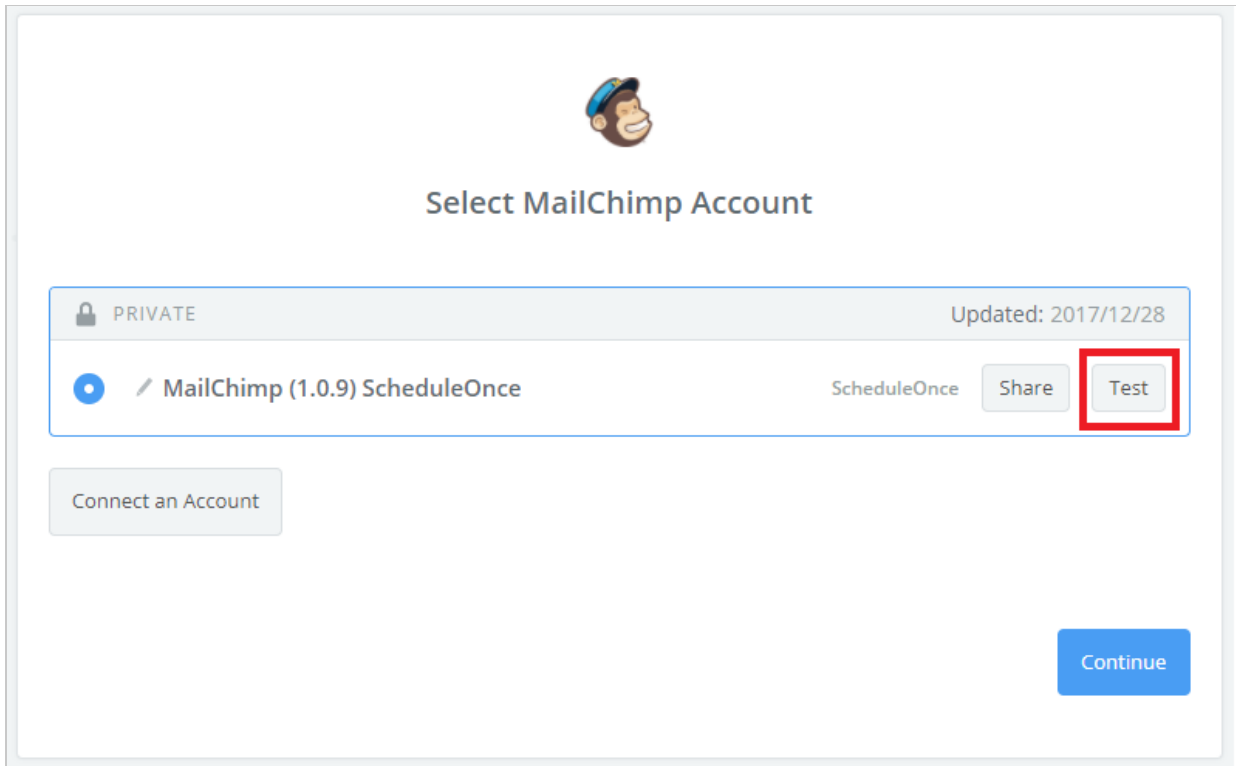 Select MailChimp Account
PRIVATE Updated: 2017/12/28
MailChimp (1.0.9) ScheduleOnce ScheduleOnce Share Test
Connect an Account
Continue